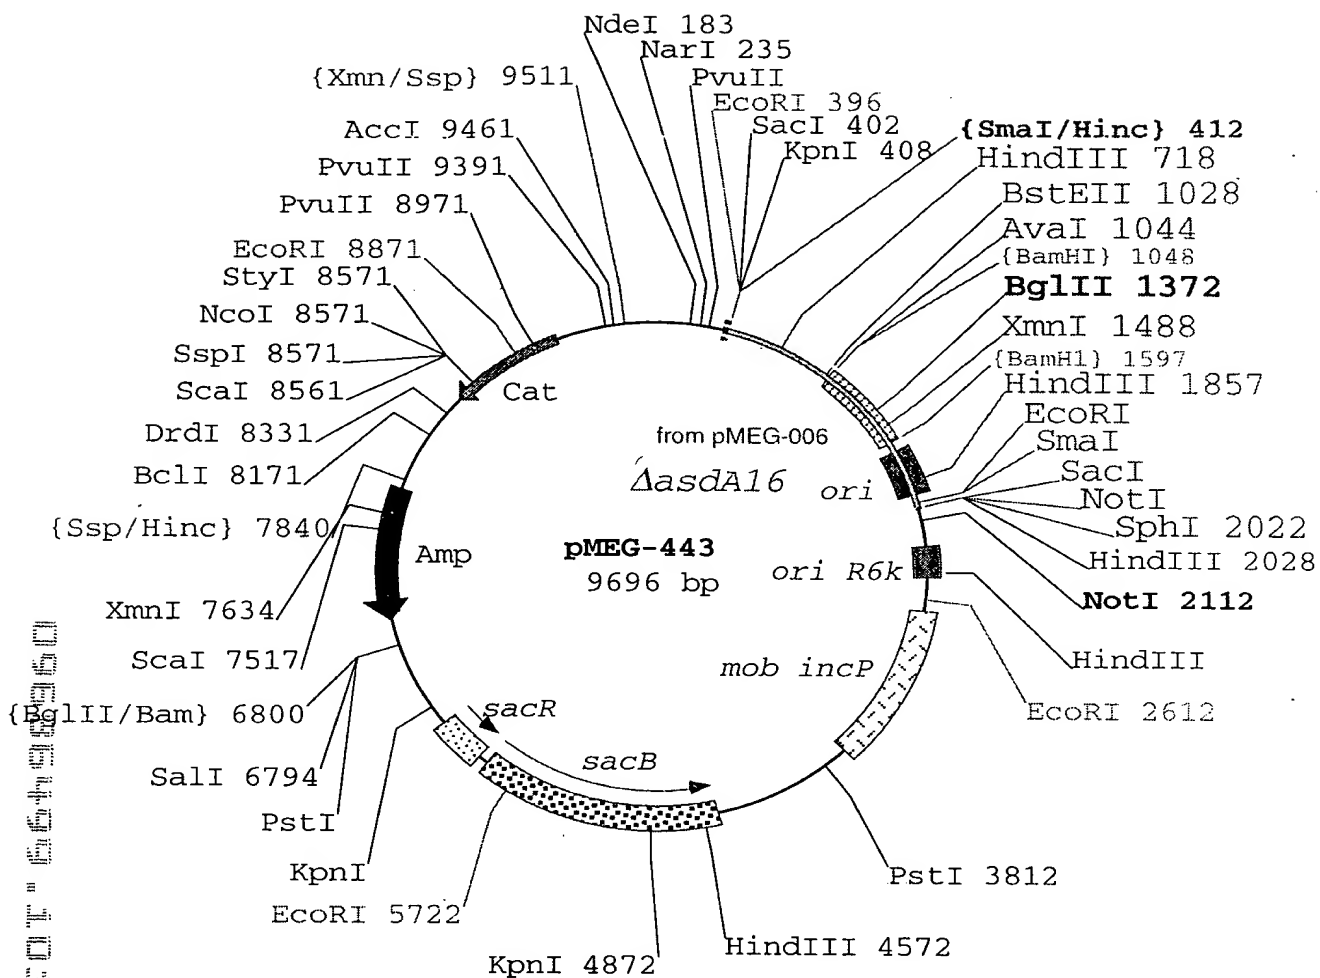 NdeI 183
NarI 235
PvuII
EcoRI 396
SacI 402
KpnI 408
{SmaI/Hinc} 412
HindIII 718
BstEII 1028
AvaI 1044
{BamHI} 1048
BglII 1372
XmnI 1488
{BamH1} 1597
HindIII 1857
EcoRI
SmaI
SacI
NotI
SphI 2022
HindIII 2028
NotI 2112
HindIII
EcoRI 2612
PstI 3812
HindIII 4572
KpnI 4872
EcoRI 5722
KpnI
PstI
SalI 6794
{BglII/Bam} 6800
ScaI 7517
XmnI 7634
{Ssp/Hinc} 7840
BclI 8171
DrdI 8331
ScaI 8561
SspI 8571
NcoI 8571
StyI 8571
EcoRI 8871
PvuII 8971
PvuII 9391
AccI 9461
{Xmn/Ssp} 9511
Cat
from pMEG-006
ΔasdA16
ori
pMEG-443
9696 bp
ori R6k
Amp
mob incP
sacR
sacB